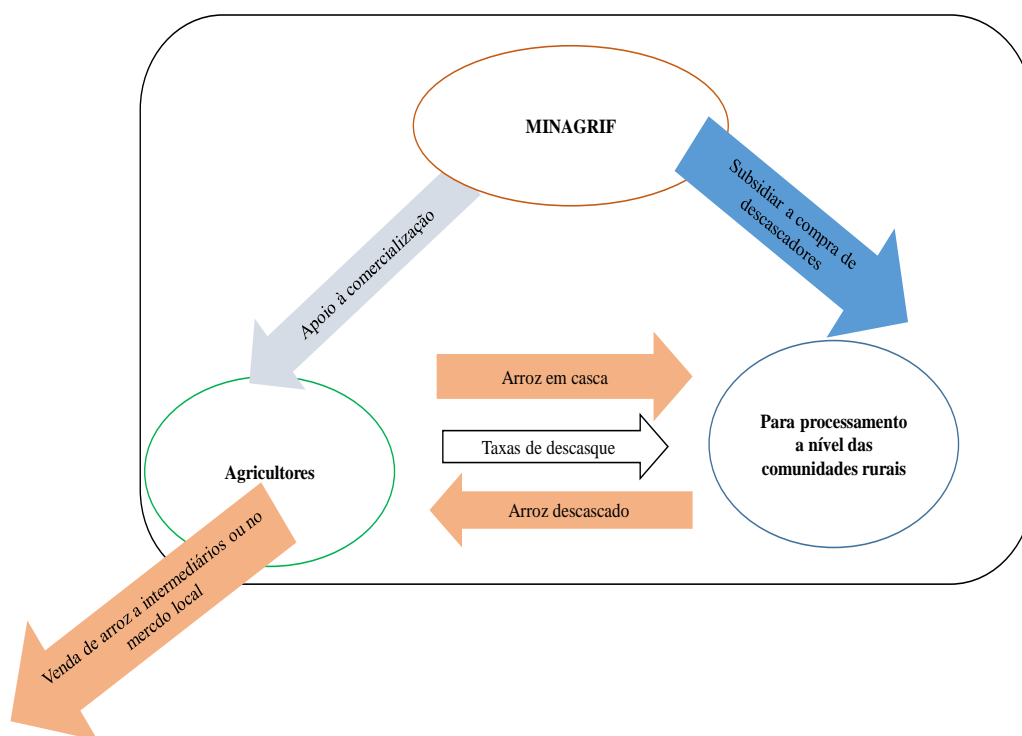 MINAGRIF
Subsidiar a compra de
descascadores
Apoio à comercialização
Arroz em casca
Taxas de descasque
Arroz descascado
Agricultores
Para processamento
a nível das
comunidades rurais
Venda de arroz a intermediários ou no
mercdo local